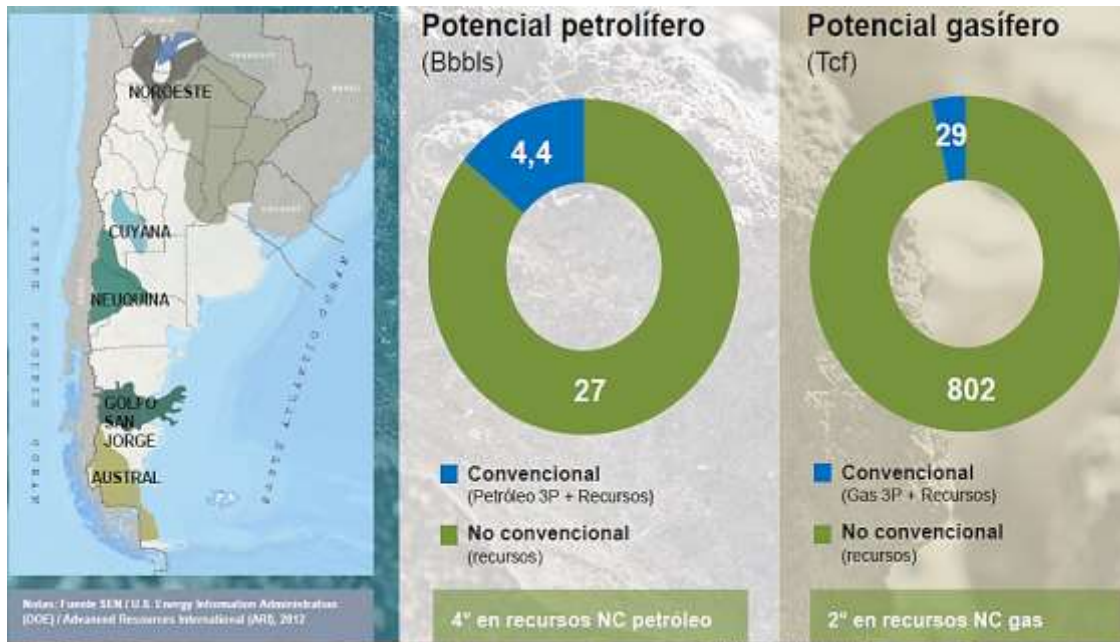 NOROESTE
CUYANA
NEUQUINA
GOLFO
SAN
JORGE
AUSTRAL
Notas: Fuente SEN / U.S. Energy Information Administration
(DOE) / Advanced Resources International (ARI), 2012
Potencial petrolífero
(Bbbls)
4,4
27
Convencional
(Petróleo 3P + Recursos)
No convencional
(recursos)
4º en recursos NC petróleo
Potencial gasífero
(Tcf)
29
802
Convencional
(Gas 3P + Recursos)
No convencional
(recursos)
2º en recursos NC gas